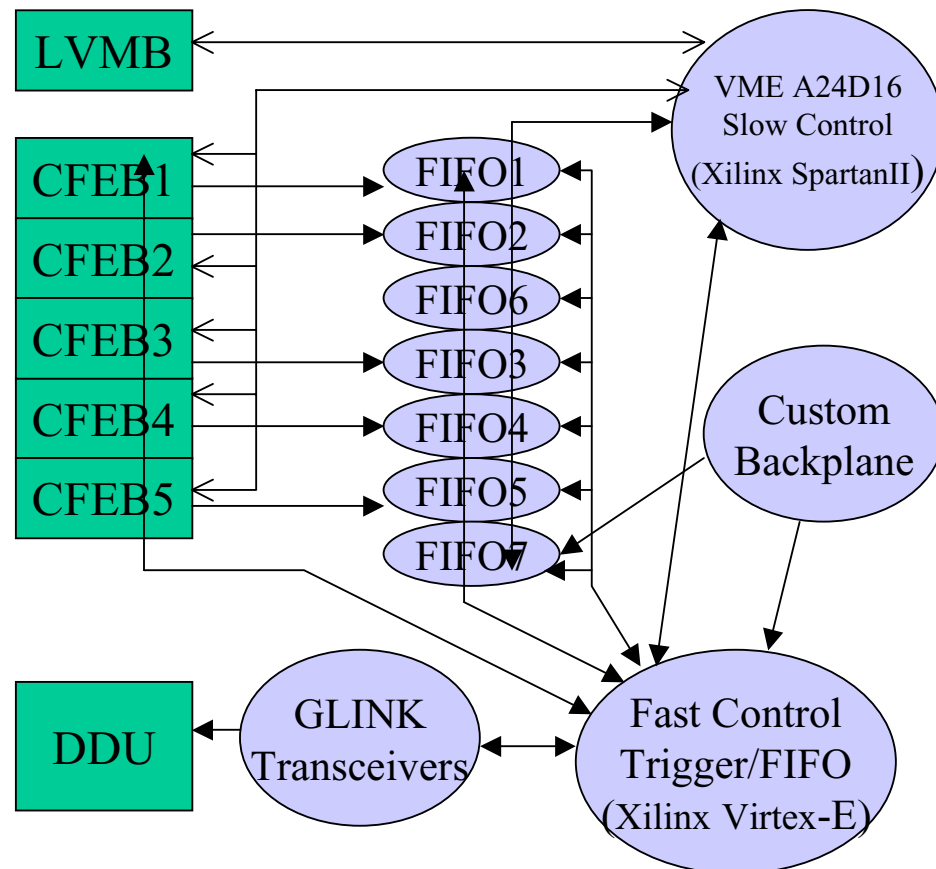 LVMB
VME A24D16
Slow Control
(Xilinx SpartanII)
CFEB1
CFEB2
CFEB3
CFEB4
CFEB5
FIFO1
FIFO2
FIFO6
FIFO3
FIFO4
FIFO5
FIFO7
Custom
Backplane
DDU
GLINK
Transceivers
Fast Control
Trigger/FIFO
(Xilinx Virtex-E)